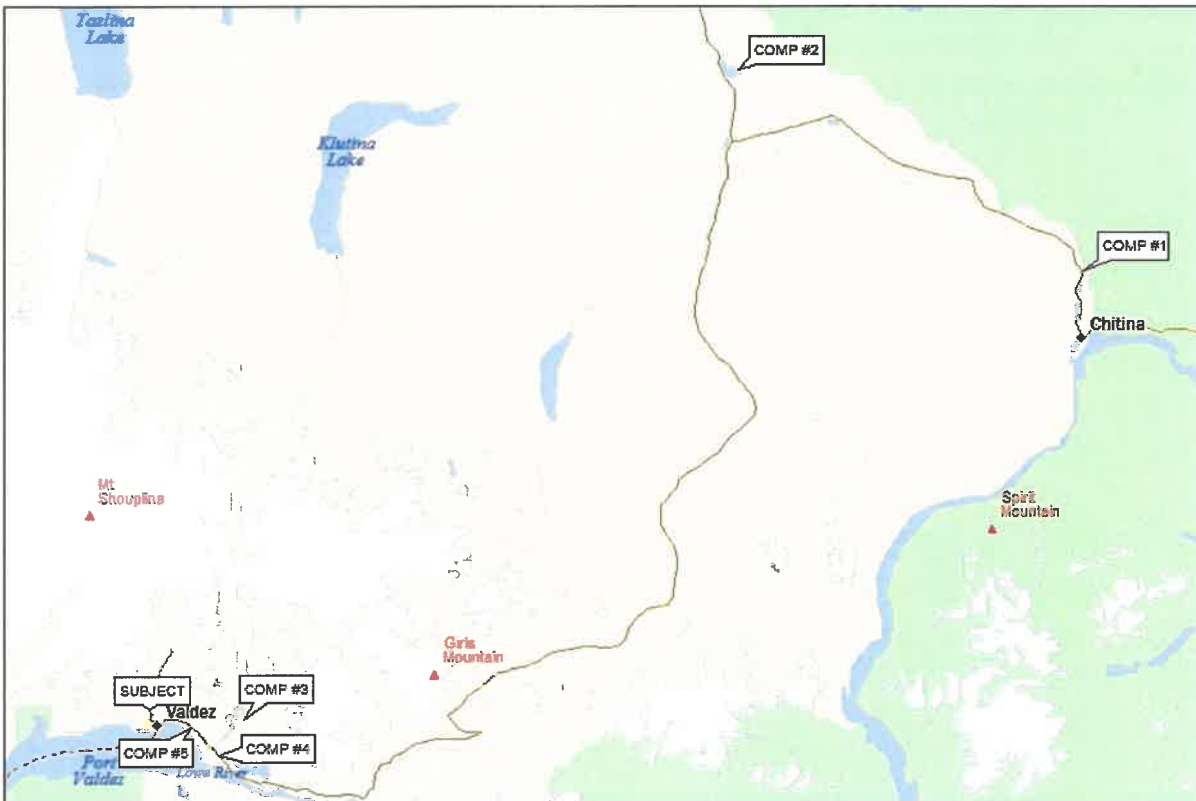 Tazlina
Lake
COMP #2
Klutina
Lake
COMP #1
Chitina
Mt
Shouplina
Spirit
Mountain
Girls
Mountain
SUBJECT
COMP #3
Valdez
COMP #5
COMP #4
Port
Valdez
Lowe River